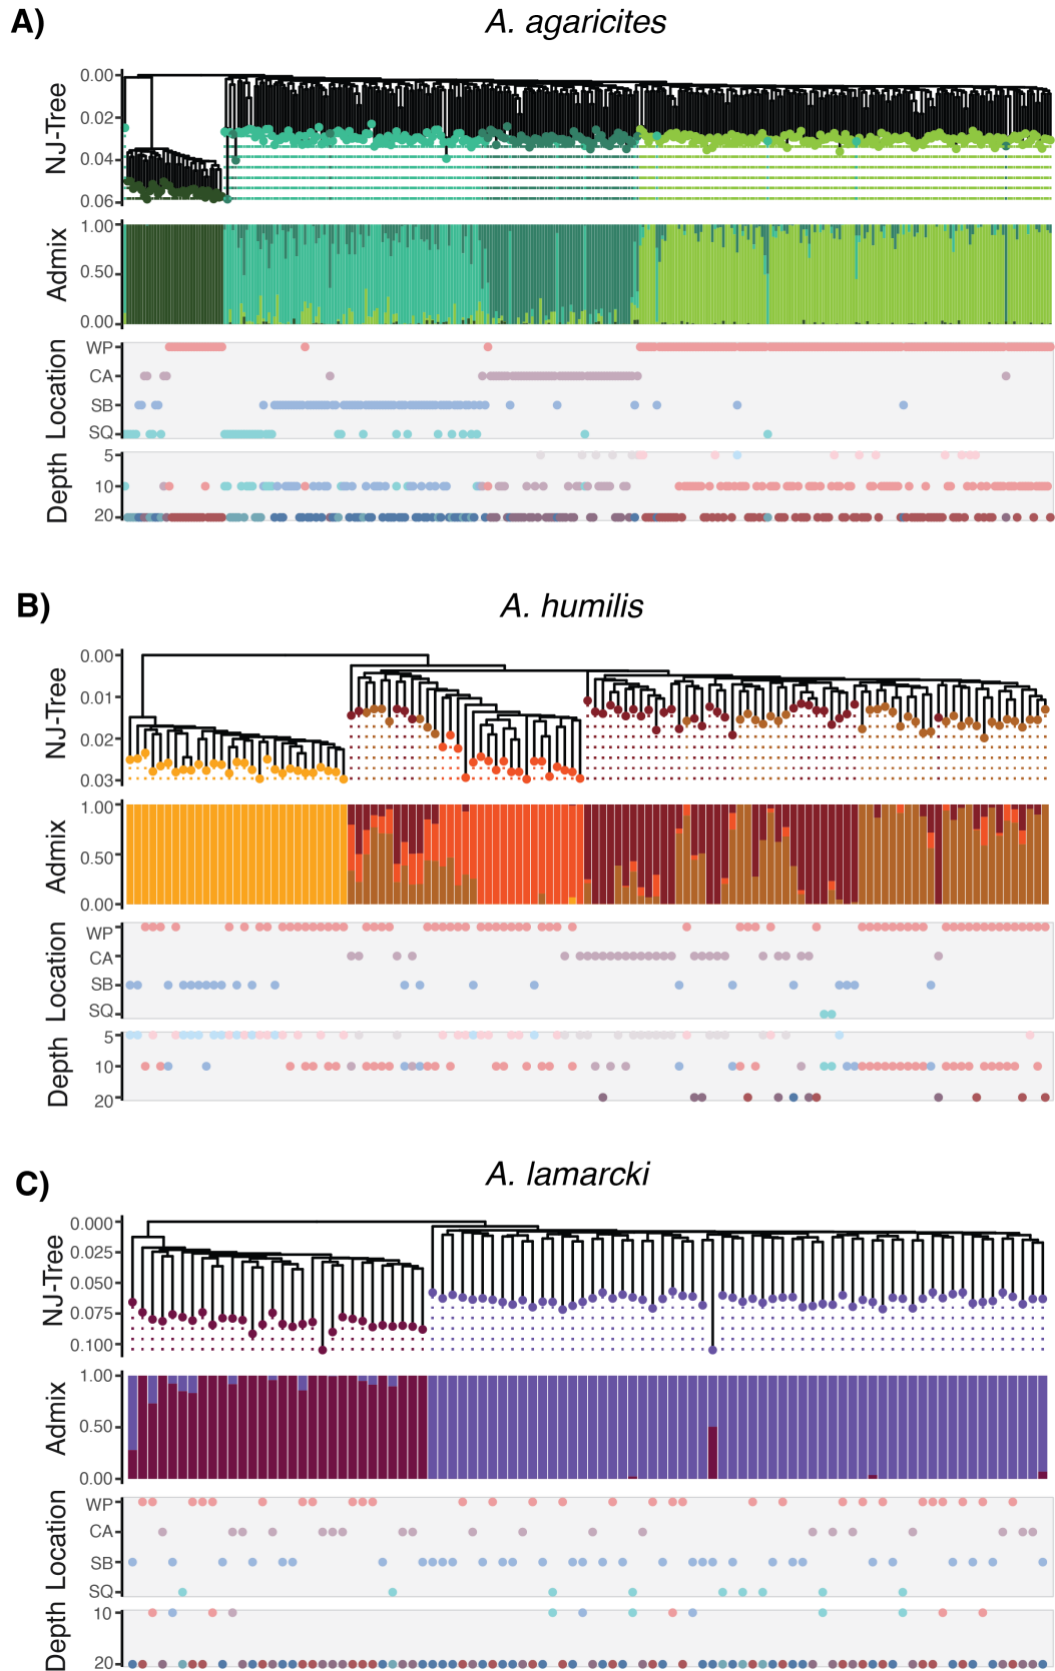 A)
A. agaricites
NJ-Tree
0.00
0.02
0.04
0.06
Admix
1.00
0.50
0.00
Location
WP
CA
SB
SQ
Depth
5
10
20
B)
A. humilis
NJ-Tree
0.00
0.01
0.02
0.03
Admix
1.00
0.50
0.00
Location
WP
CA
SB
SQ
Depth
5
10
20
C)
A. lamarcki
NJ-Tree
0.000
0.025
0.050
0.075
0.100
Admix
1.00
0.50
0.00
Location
WP
CA
SB
SQ
Depth
10
20